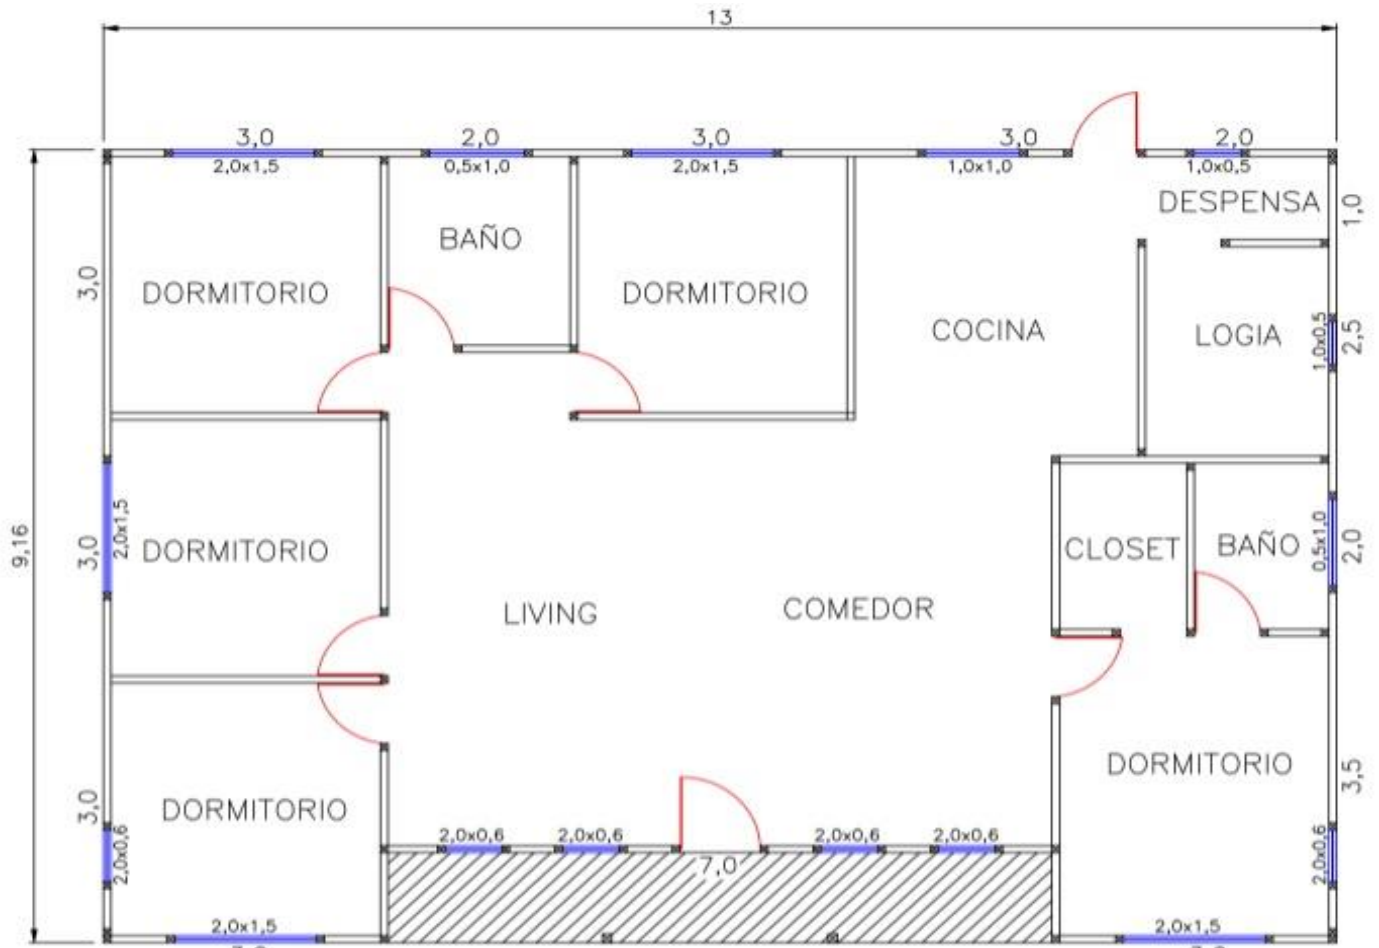 13
3,0 2,0 3,0 3,0 2,0
2,0x1,5 0,5x1,0 2,0x1,5 1,0x1,0 1,0x0,5
DESPENSA
1,0
BAÑO
3,0
DORMITORIO
DORMITORIO
COCINA
LOGIA
1,0x0,5
2,5
9,16
3,0
2,0x1,5
DORMITORIO
CLOSET
BAÑO
0,5x1,0
2,0
LIVING
COMEDOR
DORMITORIO
3,5
3,0
DORMITORIO
2,0x0,6
2,0x0,6 2,0x0,6 2,0x0,6 2,0x0,6
2,0x0,6
7,0
2,0x1,5
2,0x1,5